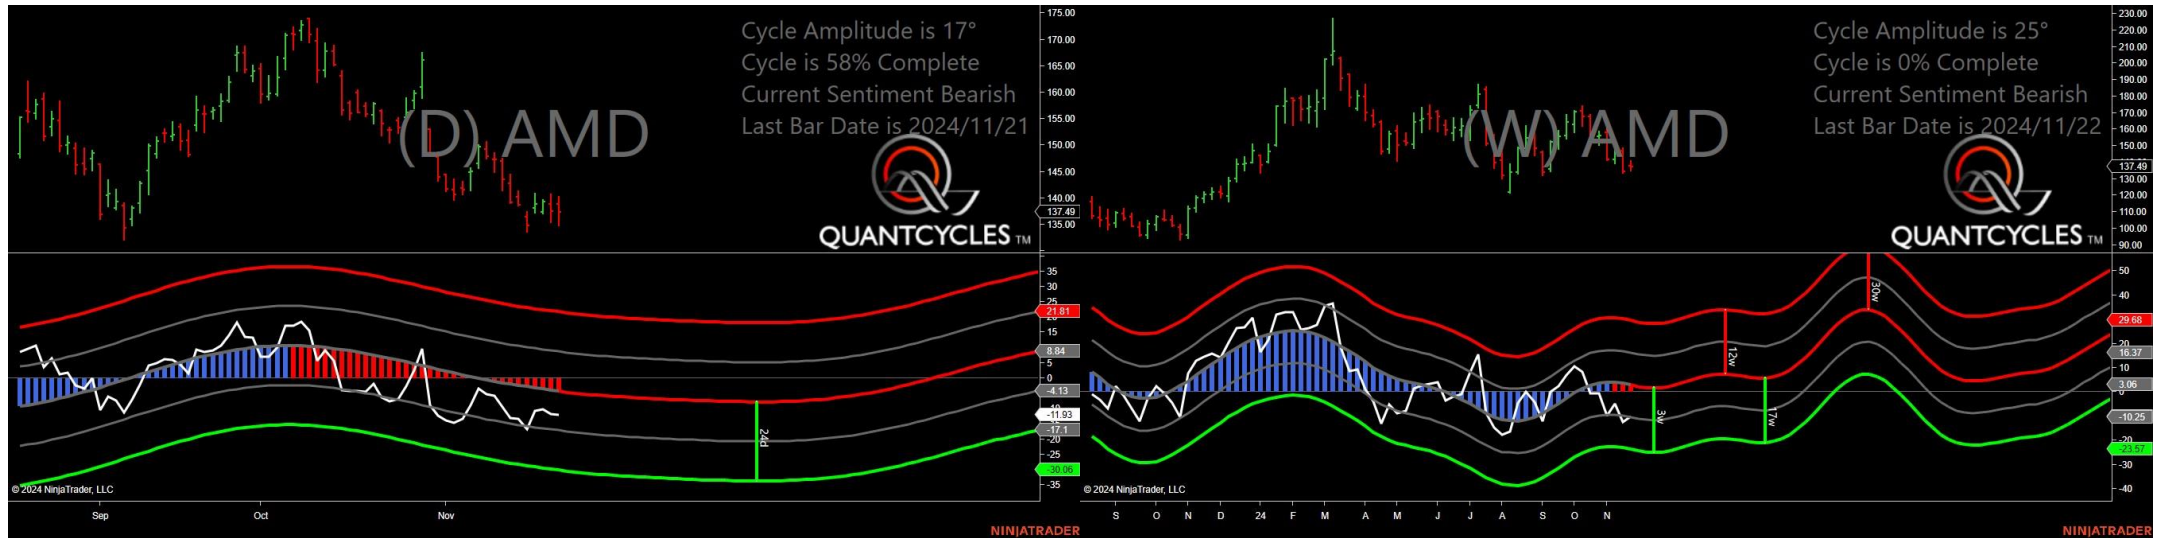 Cycle Amplitude is 17°
Cycle is 58% Complete
Current Sentiment Bearish
Last Bar Date is 2024/11/21
(D) AMD
QUANTCYCLES TM
175.00
170.00
165.00
160.00
155.00
150.00
145.00
140.00
137.49
135.00
35
30
25
21.81
15
8.84
5
0
-4.13
-11.93
-17.1
-20
-25
-30.06
-35
24d
© 2024 NinjaTrader, LLC
Sep
Oct
Nov
NINJATRADER
Cycle Amplitude is 25°
Cycle is 0% Complete
Current Sentiment Bearish
Last Bar Date is 2024/11/22
(W) AMD
QUANTCYCLES TM
230.00
220.00
210.00
200.00
190.00
180.00
170.00
160.00
150.00
137.49
130.00
120.00
110.00
100.00
90.00
50
40
29.68
20
16.37
10
3.06
0
-10.25
-20
-23.57
-30
-40
3w
12w
17w
30w
© 2024 NinjaTrader, LLC
S O N D 24 F M A M J J A S O N
NINJATRADER